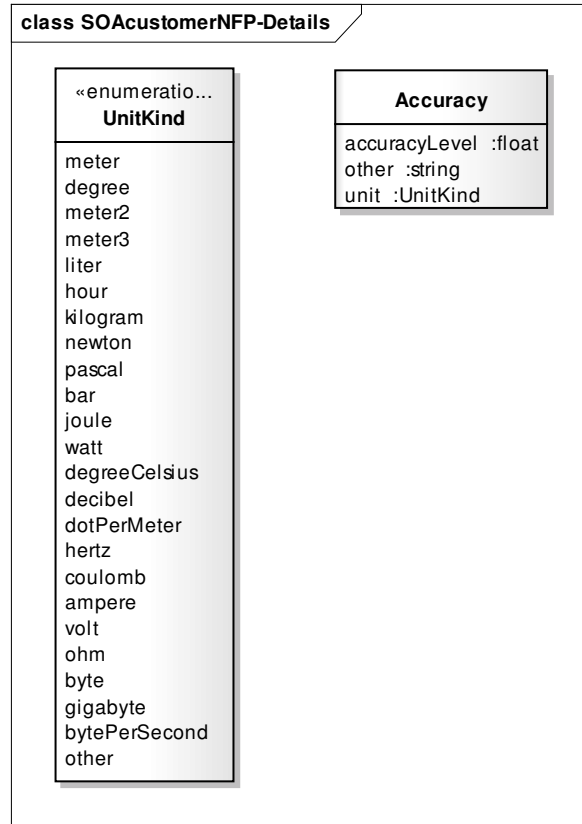 class SOAcustomerNFP-Details
«enumeratio...
UnitKind
meter
degree
meter2
meter3
liter
hour
kilogram
newton
pascal
bar
joule
watt
degreeCelsius
decibel
dotPerMeter
hertz
coulomb
ampere
volt
ohm
byte
gigabyte
bytePerSecond
other
Accuracy
accuracyLevel :float
other :string
unit :UnitKind